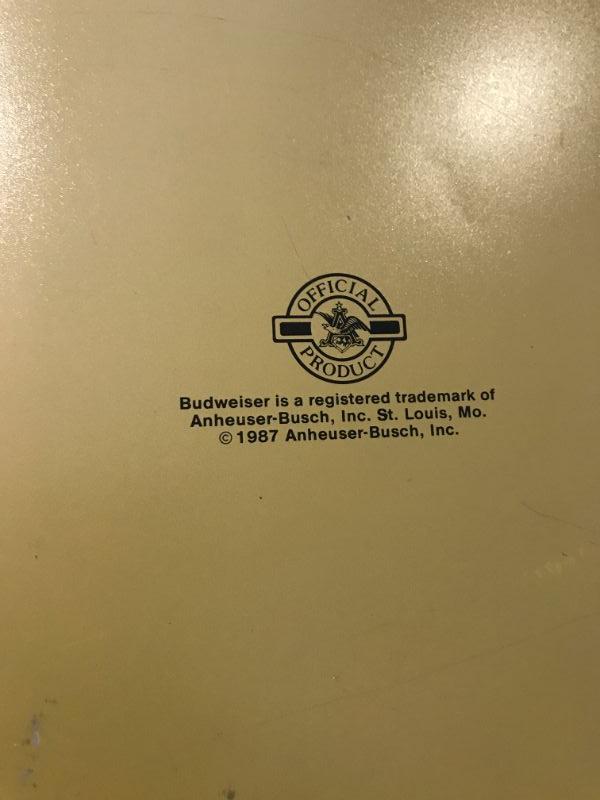 OFFICIAL
PRODUCT
Budweiser is a registered trademark of
Anheuser-Busch, Inc. St. Louis, Mo.
© 1987 Anheuser-Busch, Inc.